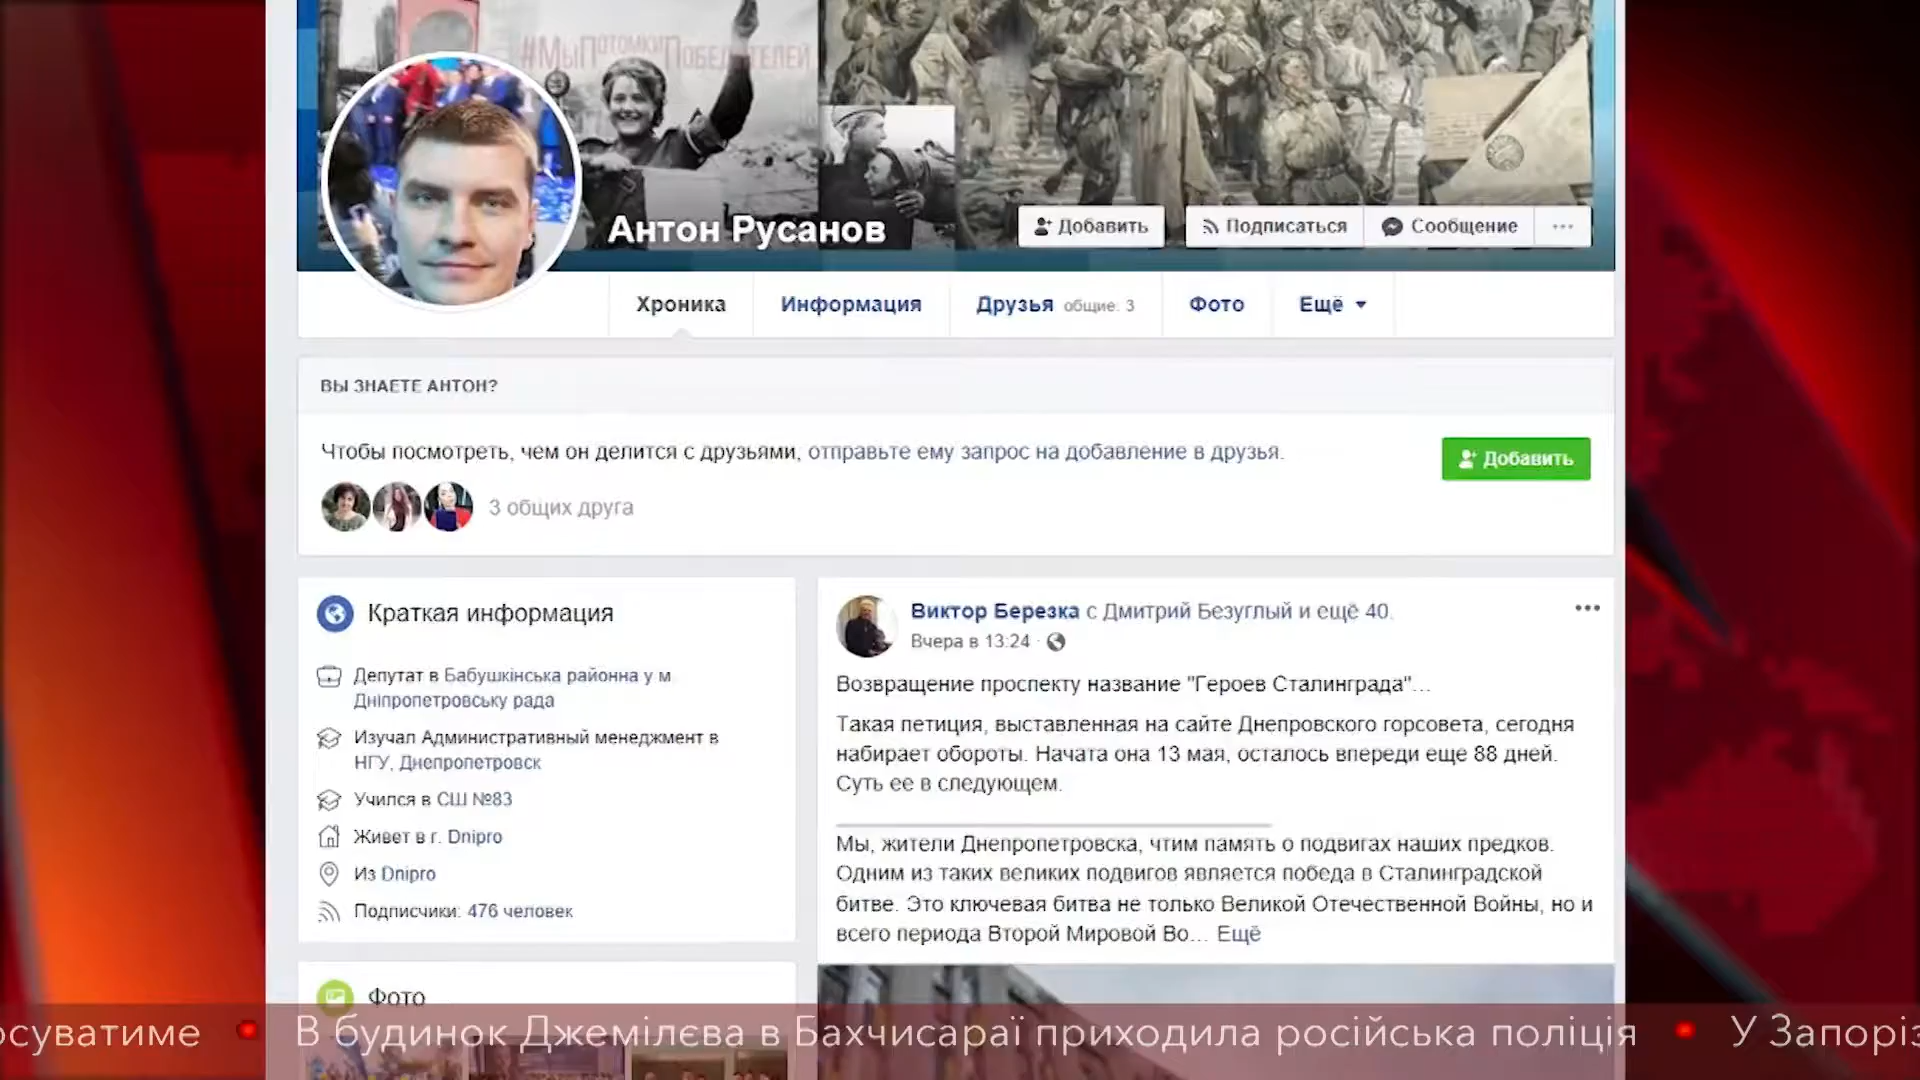 #МыПотомкиПобедителей
Антон Русанов
Добавить
Подписаться
Сообщение
Хроника
Информация
Друзья общие: 3
Фото
Ещё
ВЫ ЗНАЕТЕ АНТОН?
Чтобы посмотреть, чем он делится с друзьями, отправьте ему запрос на добавление в друзья.
Добавить
3 общих друга
Краткая информация
Депутат в Бабушкінська районна у м
Дніпропетровську рада
Изучал Административный менеджмент в
НГУ, Днепропетровск
Учился в СШ №83
Живет в г. Dnipro
Из Dnipro
Подписчики: 476 человек
Фото
Виктор Березка с Дмитрий Безуглый и ещё 40.
Вчера в 13:24 ·
Возвращение проспекту название "Героев Сталинграда"...
Такая петиция, выставленная на сайте Днепровского горсовета, сегодня
набирает обороты. Начата она 13 мая, осталось впереди еще 88 дней.
Суть ее в следующем.
Мы, жители Днепропетровска, чтим память о подвигах наших предков.
Одним из таких великих подвигов является победа в Сталинградской
битве. Это ключевая битва не только Великой Отечественной Войны, но и
всего периода Второй Мировой Во... Ещё
осуватиме • В будинок Джемілєва в Бахчисараї приходила російська поліція • У Запоріз